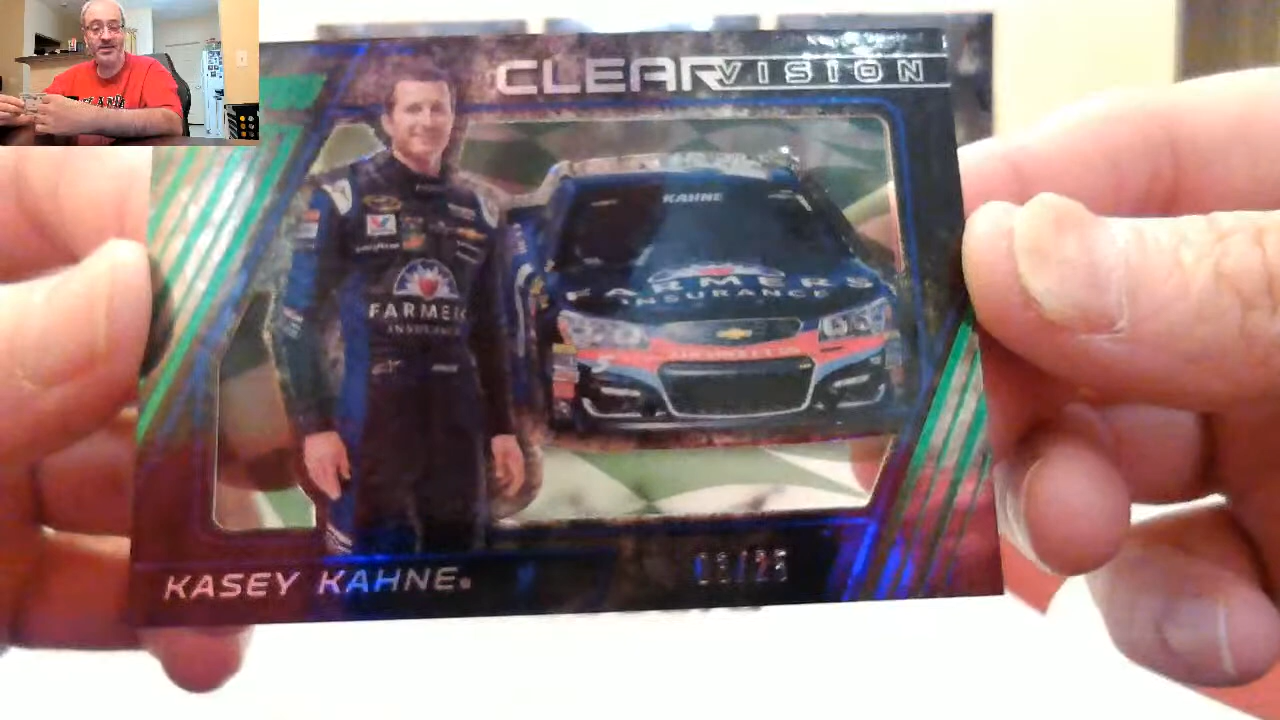 CLEAR VISION
KAHNE
FARMERS
INSURANCE
FARMERS
INSURANCE
KASEY KAHNE